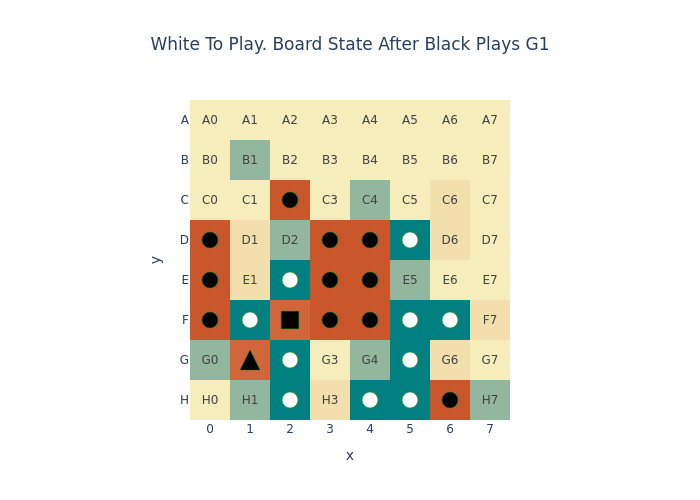 White To Play. Board State After Black Plays G1
A A0 A1 A2 A3 A4 A5 A6 A7
B B0 B1 B2 B3 B4 B5 B6 B7
C C0 C1 C3 C4 C5 C6 C7
D D1 D2 D6 D7
E E1 E5 E6 E7
F F7
G G0 G3 G4 G6 G7
H H0 H1 H3 H7
0 1 2 3 4 5 6 7
x
y